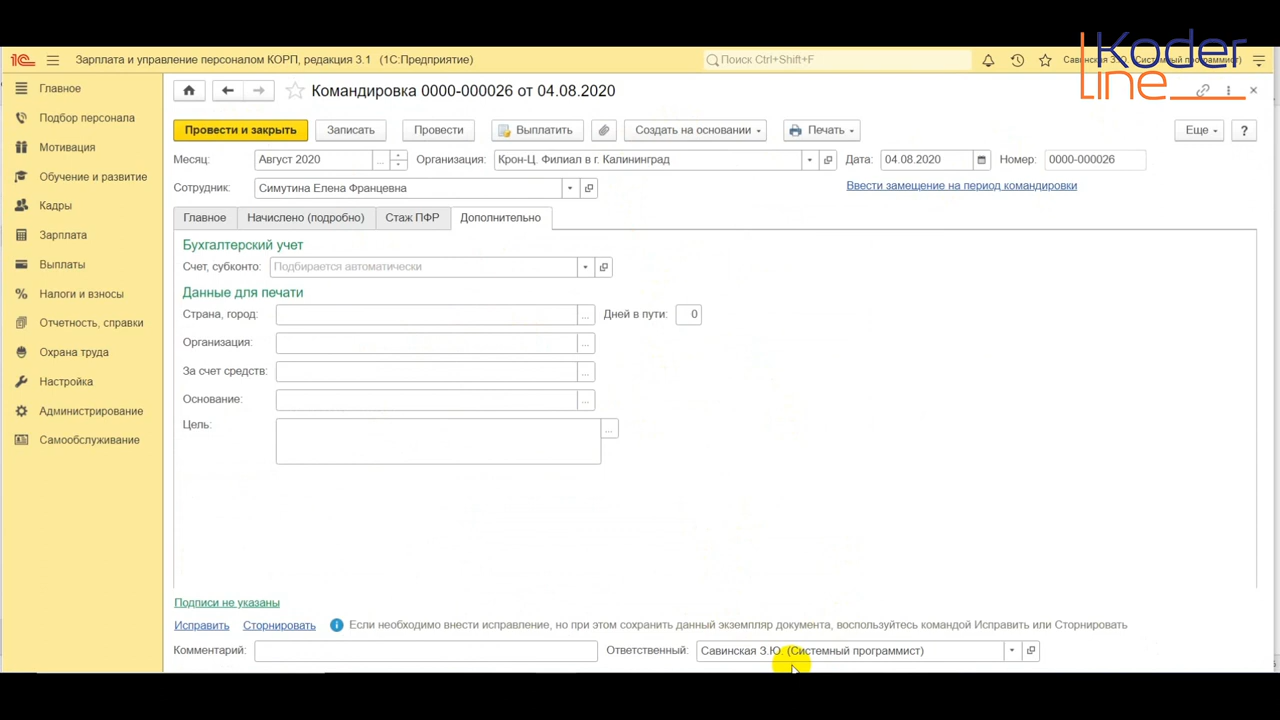 Зарплата и управление персоналом КОРП, редакция 3.1 (1С:Предприятие)
Поиск Ctrl+Shift+F
Савинская З.Ю. (Системный программист)
Koder
Line
Главное
Подбор персонала
Мотивация
Обучение и развитие
Кадры
Зарплата
Выплаты
Налоги и взносы
Отчетность, справки
Охрана труда
Настройка
Администрирование
Самообслуживание
Командировка 0000-000026 от 04.08.2020
Провести и закрыть Записать Провести Выплатить Создать на основании Печать Еще ?
Месяц: Август 2020 ... Организация: Крон-Ц. Филиал в г. Калининград Дата: 04.08.2020 Номер: 0000-000026
Сотрудник: Симутина Елена Францевна Ввести замещение на период командировки
Главное Начислено (подробно) Стаж ПФР Дополнительно
Бухгалтерский учет
Счет, субконто: Подбирается автоматически
Данные для печати
Страна, город: ... Дней в пути: 0
Организация: ...
За счет средств: ...
Основание: ...
Цель: ...
Подписи не указаны
Исправить Сторнировать Если необходимо внести исправление, но при этом сохранить данный экземпляр документа, воспользуйтесь командой Исправить или Сторнировать
Комментарий: Ответственный: Савинская З.Ю. (Системный программист)